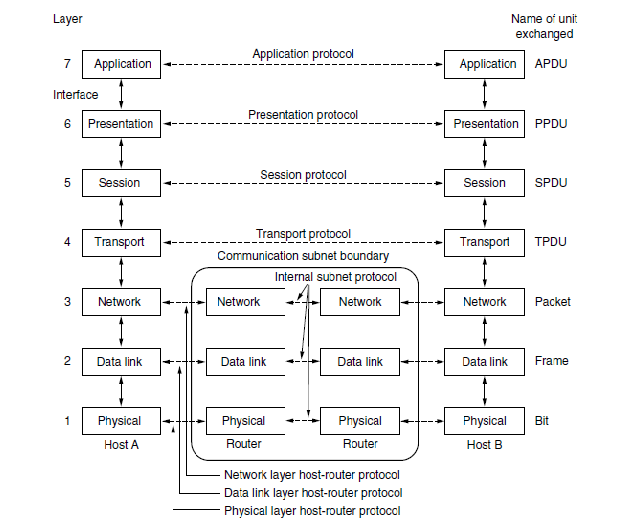 Layer
Name of unit
exchanged
Application protocol
7 Application Application APDU
Interface
Presentation protocol
6 Presentation Presentation PPDU
Session protocol
5 Session Session SPDU
Transport protocol
4 Transport Transport TPDU
Communication subnet boundary
Internal subnet protocol
3 Network Network Network Network Packet
2 Data link Data link Data link Data link Frame
1 Physical Physical Physical Physical Bit
Host A Router Router Host B
Network layer host-router protocol
Data link layer host-router protocol
Physical layer host-router prctocol